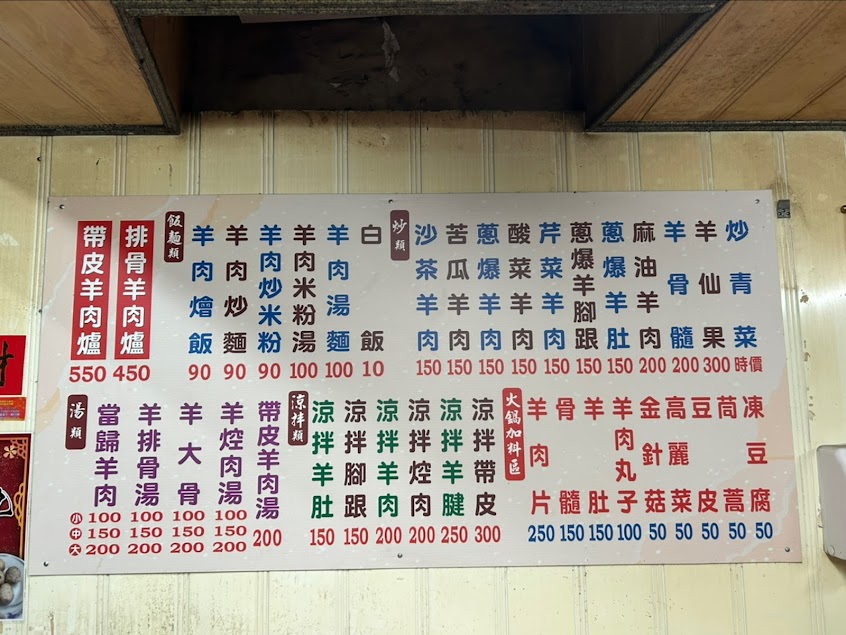 帶皮羊肉爐 550
排骨羊肉爐 450
飯麵類
羊肉燴飯 90
羊肉炒麵 90
羊肉炒米粉 90
羊肉米粉湯 100
羊肉湯麵 100
白飯 10
炒類
沙茶羊肉 150
苦瓜羊肉 150
蔥爆羊肉 150
酸菜羊肉 150
芹菜羊肉 150
蔥爆羊腳跟 150
蔥爆羊肚 150
麻油羊肉 200
羊骨髓 200
羊仙果 300
炒青菜 時價
湯類
小 中 大
當歸羊肉 100 150 200
羊排骨湯 100 150 200
羊大骨 100 150 200
羊焢肉湯 100 150 200
帶皮羊肉湯 200
涼拌類
涼拌羊肚 150
涼拌腳跟 150
涼拌羊肉 200
涼拌焢肉 200
涼拌羊腱 250
涼拌帶皮 300
火鍋加料區
羊肉片 250
骨髓 150
羊肚 150
羊肉丸子 100
金針菇 50
高麗菜 50
豆皮 50
茼蒿 50
凍豆腐 50